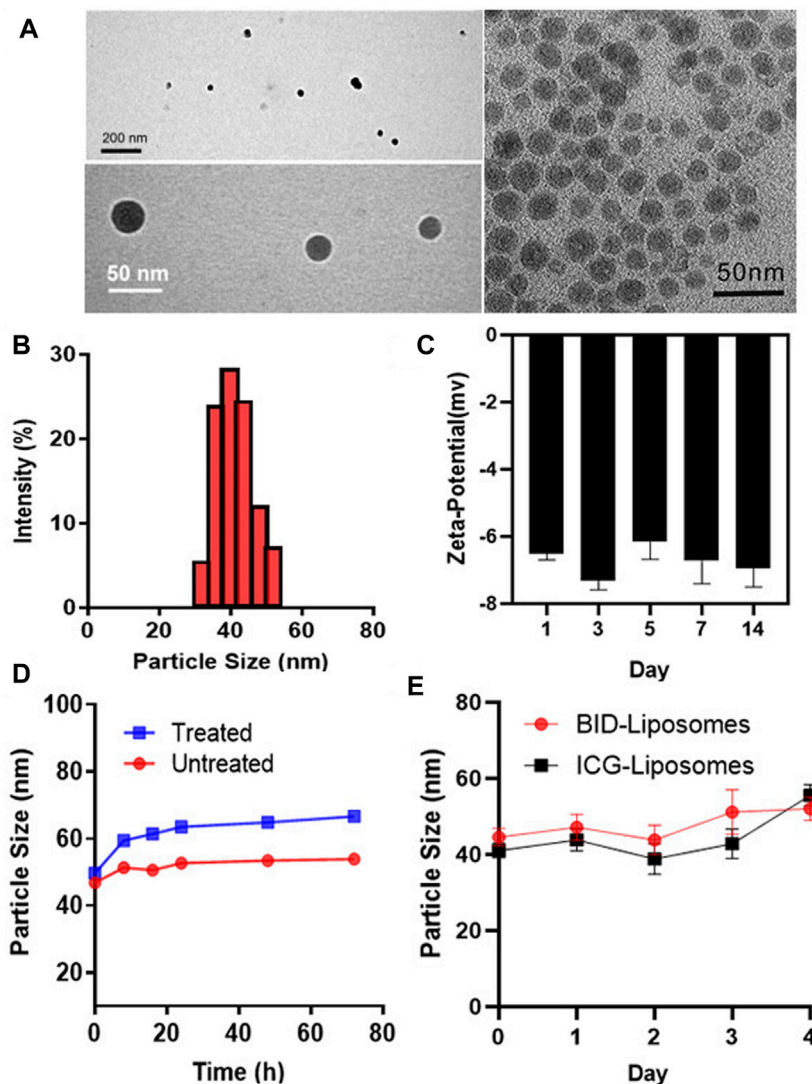 A
200 nm
50 nm
50nm
B
30
20
10
0
Intensity (%)
0 20 40 60 80
Particle Size (nm)
C
0
-2
-4
-6
-8
Zeta-Potential(mv)
1 3 5 7 14
Day
D
100
80
60
40
20
Particle Size (nm)
Treated
Untreated
0 20 40 60 80
Time (h)
E
80
60
40
20
0
Particle Size (nm)
BID-Liposomes
ICG-Liposomes
0 1 2 3 4
Day